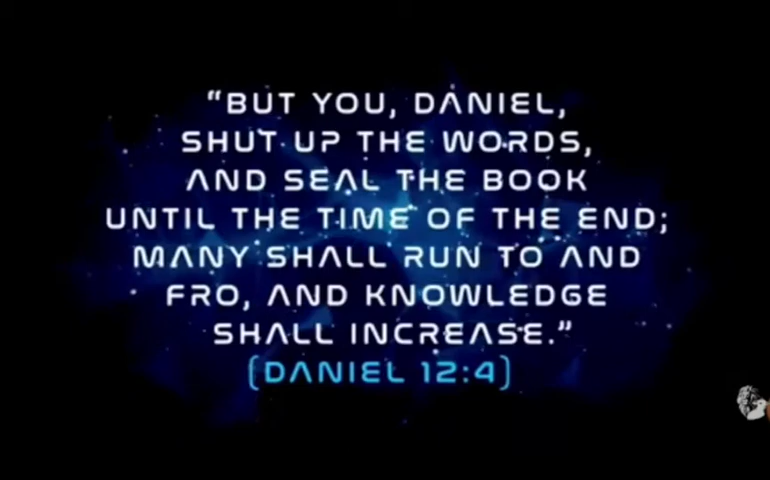 “BUT YOU, DANIEL,
SHUT UP THE WORDS,
AND SEAL THE BOOK
UNTIL THE TIME OF THE END;
MANY SHALL RUN TO AND
FRO, AND KNOWLEDGE
SHALL INCREASE.”
(DANIEL 12:4)